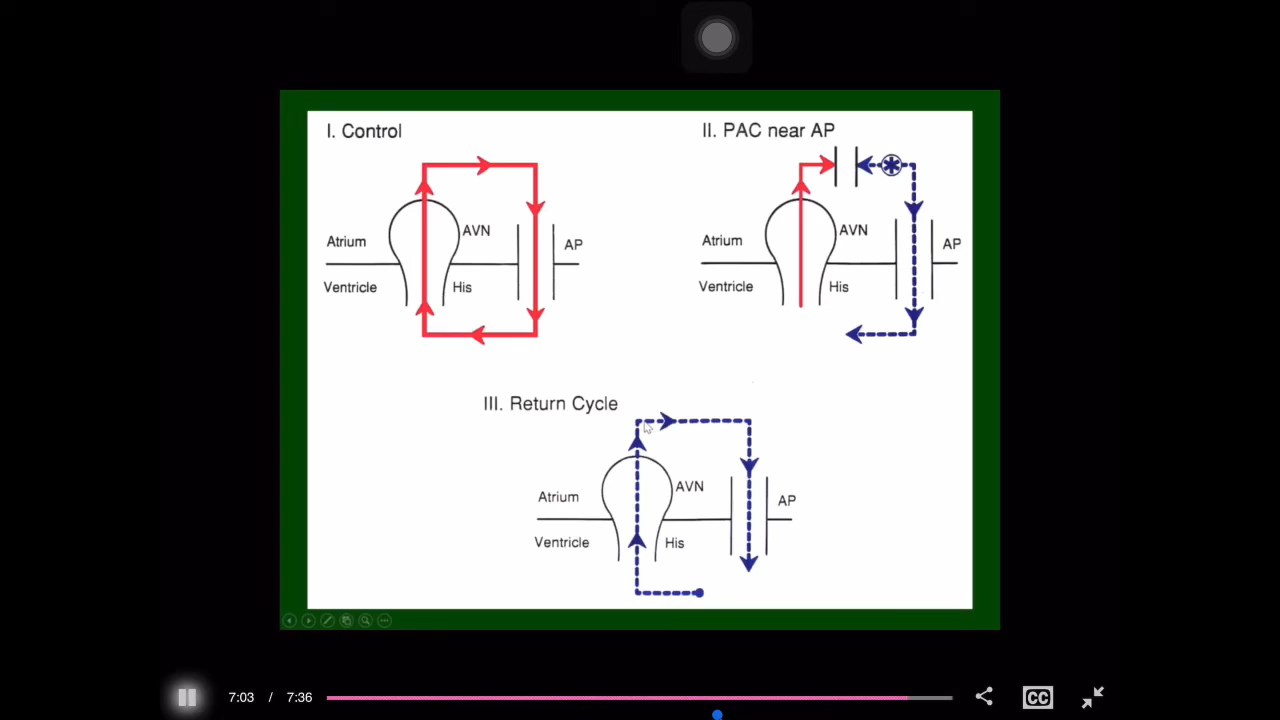 I. Control
AVN
Atrium
AP
Ventricle
His
II. PAC near AP
AVN
Atrium
AP
Ventricle
His
III. Return Cycle
AVN
Atrium
AP
Ventricle
His
7:03 / 7:36
CC